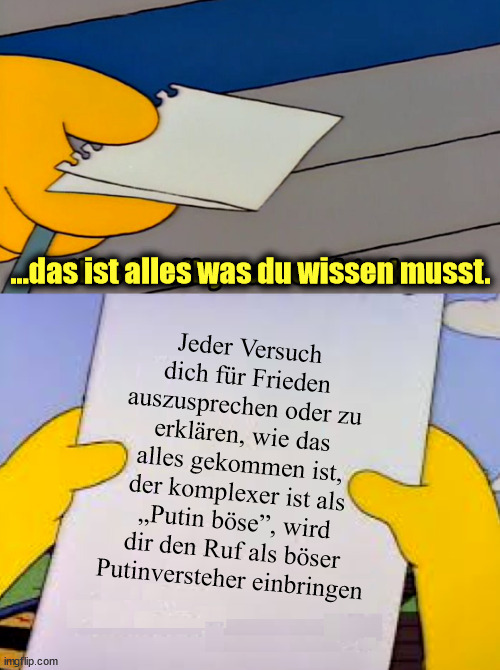 ...das ist alles was du wissen musst.
Jeder Versuch
dich für Frieden
auszusprechen oder zu
erklären, wie das
alles gekommen ist,
der komplexer ist als
„Putin böse”, wird
dir den Ruf als böser
Putinversteher einbringen
imgflip.com